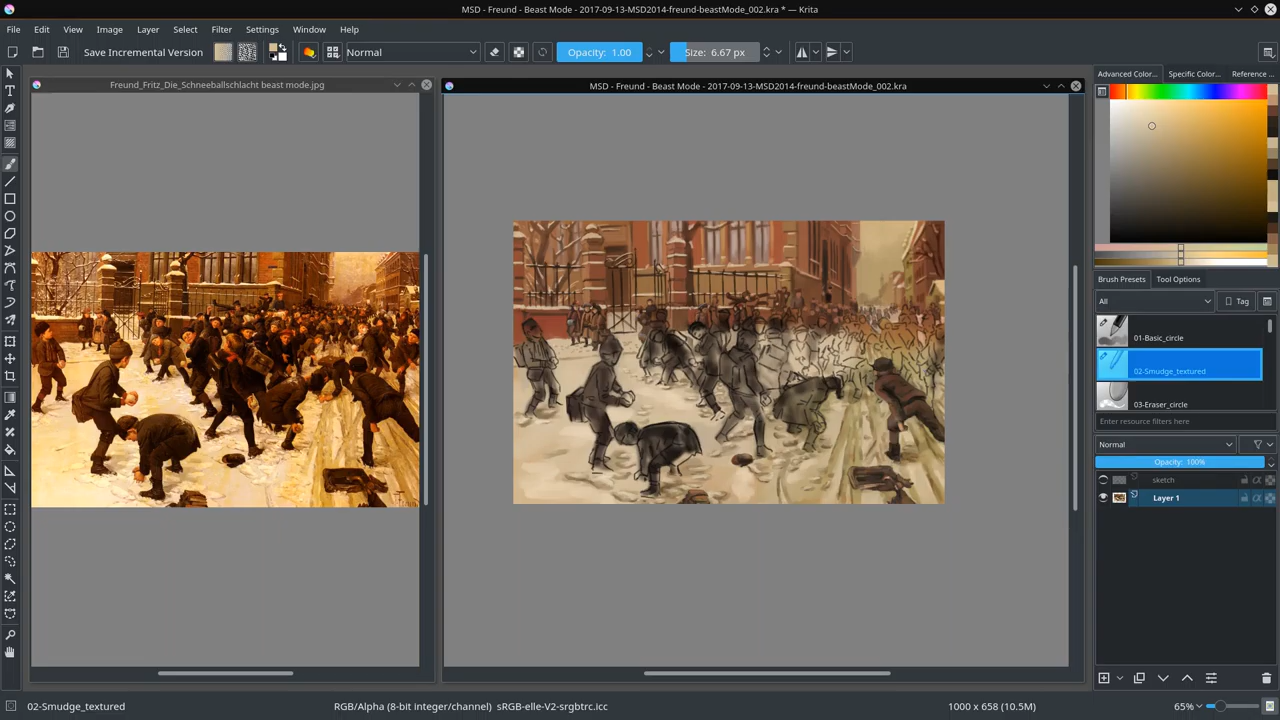 MSD - Freund - Beast Mode - 2017-09-13-MSD2014-freund-beastMode_002.kra * — Krita
File Edit View Image Layer Select Filter Settings Window Help
Save Incremental Version Normal Opacity: 1.00 Size: 6.67 px
Freund_Fritz_Die_Schneeballschlacht beast mode.jpg
MSD - Freund - Beast Mode - 2017-09-13-MSD2014-freund-beastMode_002.kra
Advanced Color... Specific Color... Reference ...
Brush Presets Tool Options
All Tag
01-Basic_circle
02-Smudge_textured
03-Eraser_circle
Enter resource filters here
Normal
Opacity: 100%
sketch
Layer 1
02-Smudge_textured RGB/Alpha (8-bit integer/channel) sRGB-elle-V2-srgbtrc.icc 1000 x 658 (10.5M) 65%